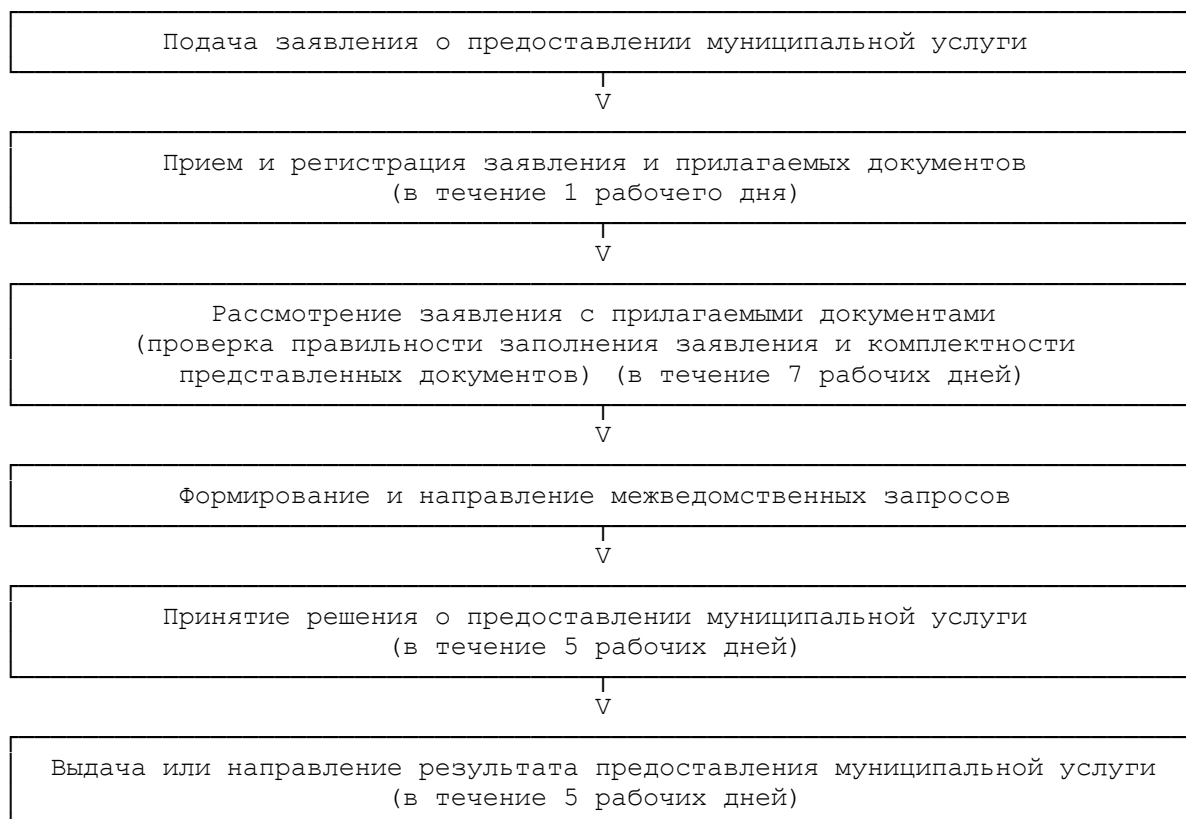 Подача заявления о предоставлении муниципальной услуги
V
Прием и регистрация заявления и прилагаемых документов
(в течение 1 рабочего дня)
V
Рассмотрение заявления с прилагаемыми документами
(проверка правильности заполнения заявления и комплектности
представленных документов) (в течение 7 рабочих дней)
V
Формирование и направление межведомственных запросов
V
Принятие решения о предоставлении муниципальной услуги
(в течение 5 рабочих дней)
V
Выдача или направление результата предоставления муниципальной услуги
(в течение 5 рабочих дней)